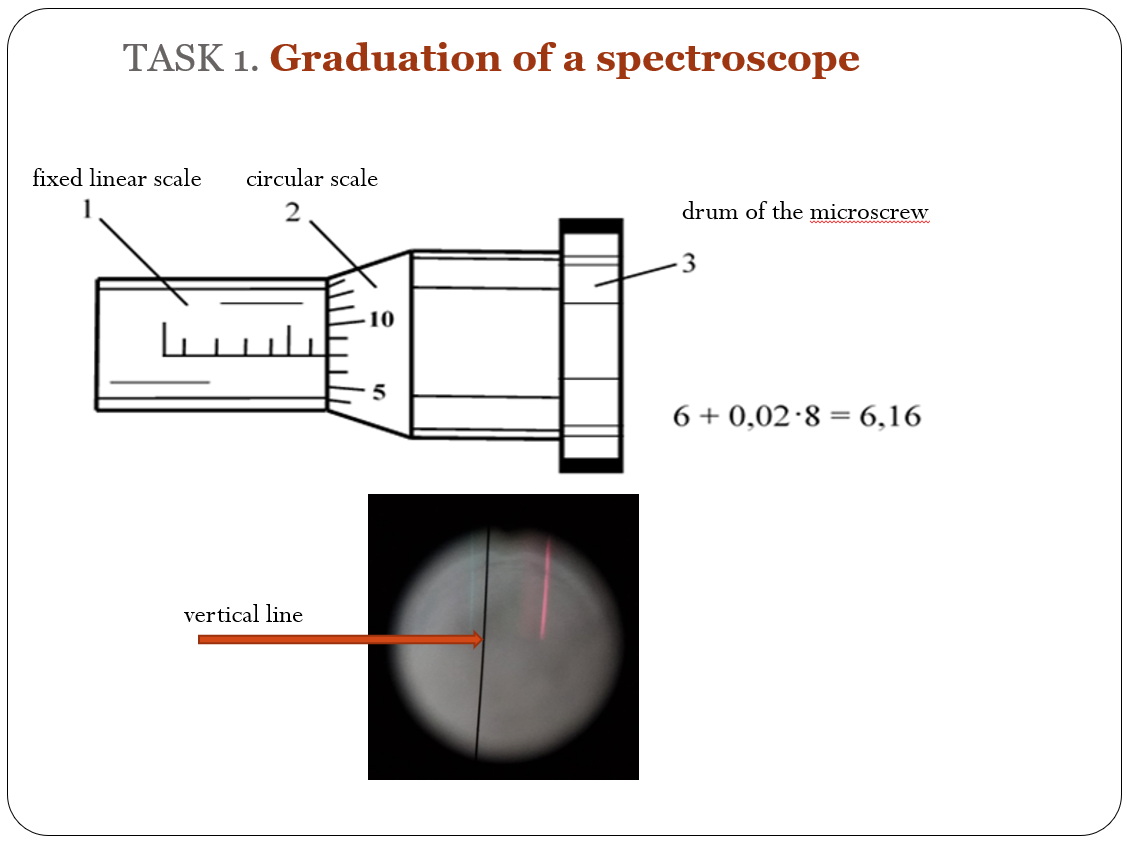 TASK 1. Graduation of a spectroscope
fixed linear scale
circular scale
1
2
drum of the microscrew
3
10
5
6 + 0,02·8 = 6,16
vertical line